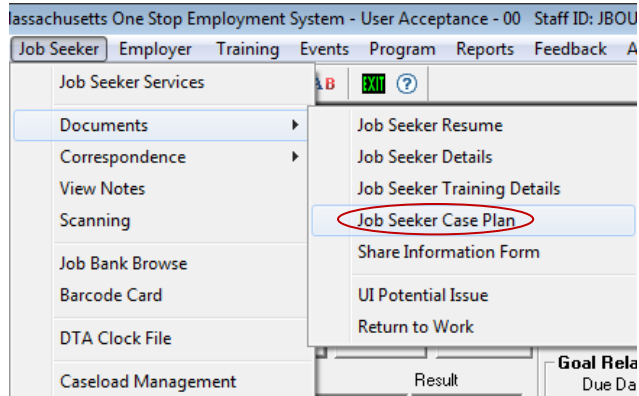 assachusetts One Stop Employment System - User Acceptance - 00 Staff ID: JBOU
Job Seeker Employer Training Events Program Reports Feedback A
Job Seeker Services
AB EXIT ?
Documents
Correspondence
View Notes
Scanning
Job Bank Browse
Barcode Card
DTA Clock File
Caseload Management
Job Seeker Resume
Job Seeker Details
Job Seeker Training Details
Job Seeker Case Plan
Share Information Form
UI Potential Issue
Return to Work
Result
Goal Rela
Due Da